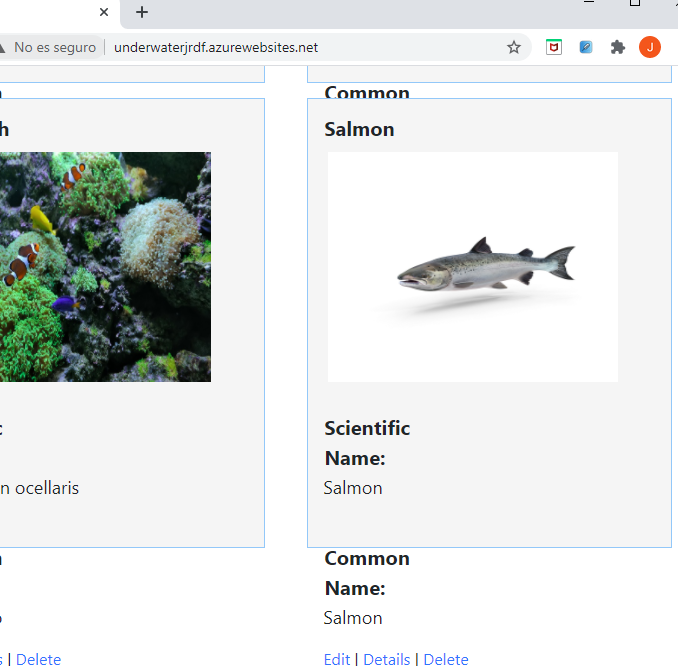 No es seguro
underwaterjrdf.azurewebsites.net
J
Common
h
Salmon
Scientific
Name:
n ocellaris
Salmon
Common
Name:
Salmon
s | Delete
Edit | Details | Delete